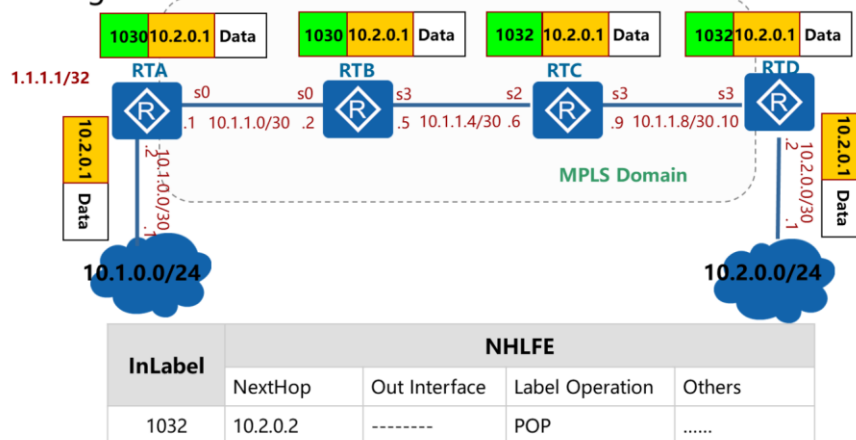 1030 10.2.0.1 Data
1030 10.2.0.1 Data
1032 10.2.0.1 Data
1032 10.2.0.1 Data
1.1.1.1/32
RTA
RTB
RTC
RTD
s0
s0
s3
s2
s3
s3
.1 10.1.1.0/30 .2
.5 10.1.1.4/30 .6
.9 10.1.1.8/30 .10
10.2.0.1 Data
.2 10.1.0.0/30 .1
MPLS Domain
.2 10.2.0.0/30 .1
10.2.0.1 Data
10.1.0.0/24
10.2.0.0/24
InLabel
NHLFE
NextHop Out Interface Label Operation Others
1032 10.2.0.2 -------- POP ......